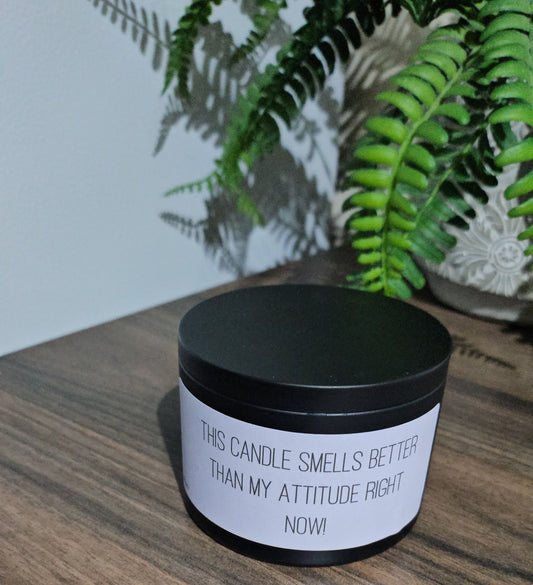 THIS CANDLE SMELLS BETTER
THAN MY ATTITUDE RIGHT
NOW!